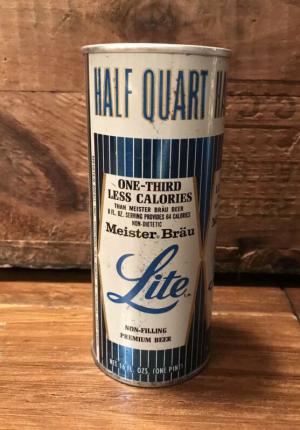 HALF QUART
ONE-THIRD
LESS CALORIES
THAN MEISTER BRÄU BEER
8 FL. OZ. SERVING PROVIDES 64 CALORIES
NON-DIETETIC
Meister Bräu
Lite
NON-FILLING
PREMIUM BEER
NET 16 FL. OZS. (ONE PINT)